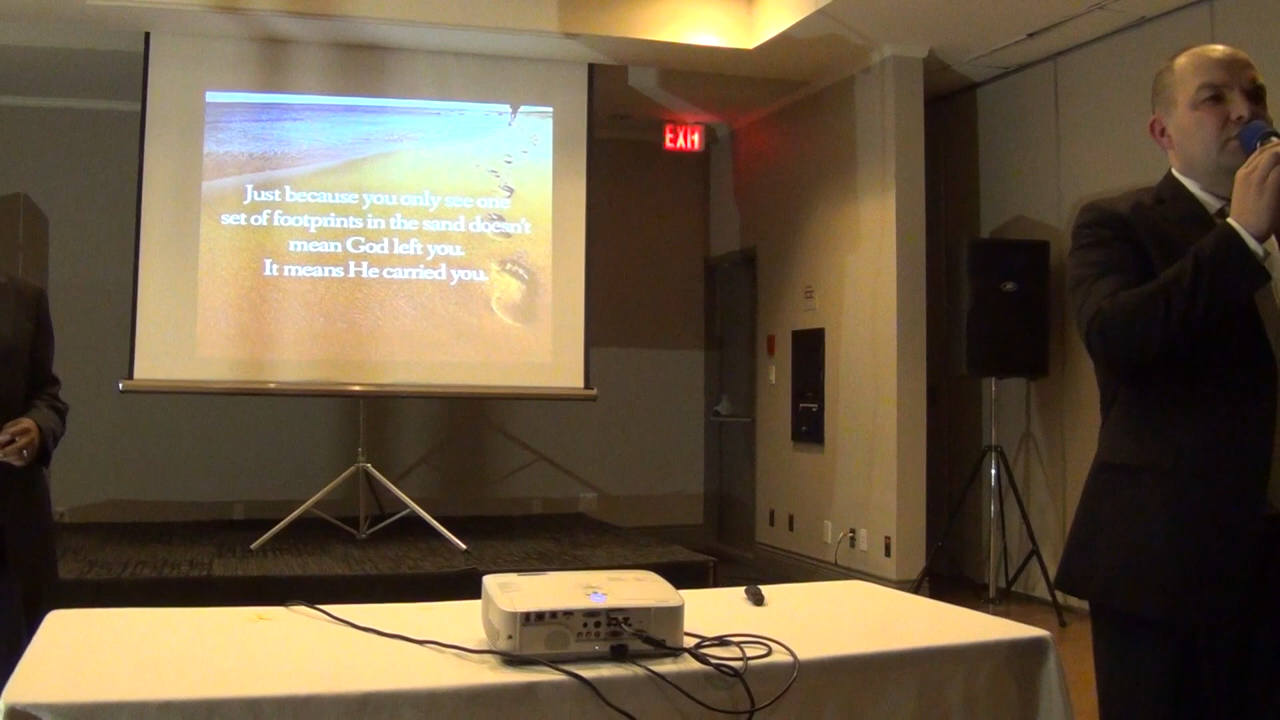 Just because you only see one
set of footprints in the sand doesn't
mean God left you.
It means He carried you.
EXIT